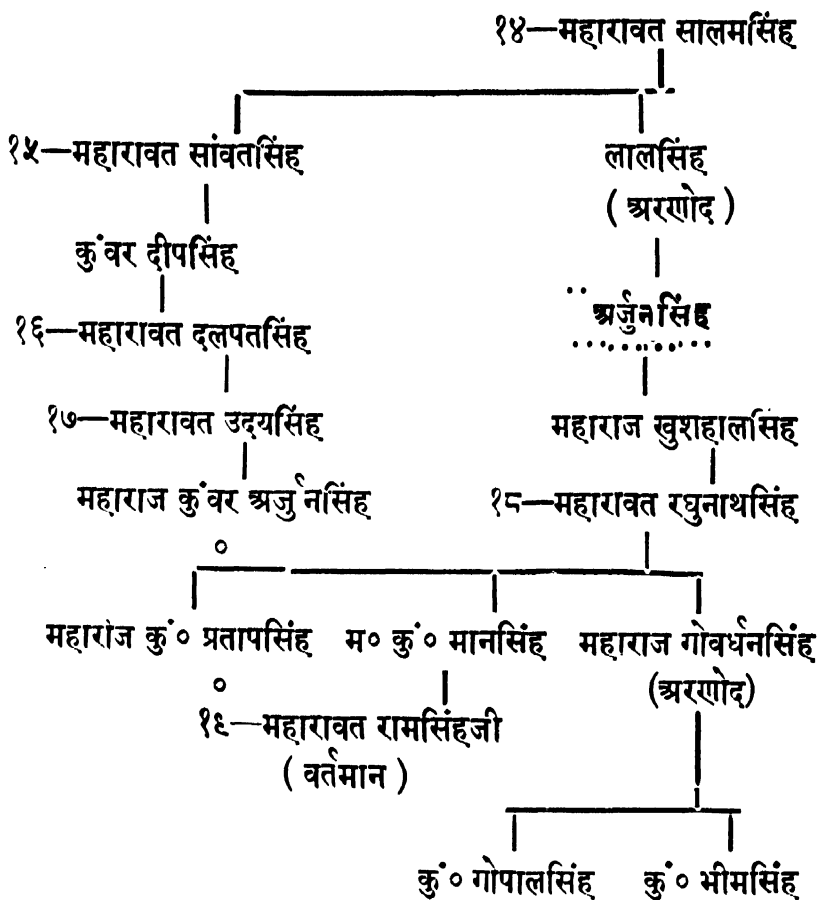 १४—महारावत सालमसिंह
१५—महारावत सांवतसिंह लालसिंह
( अरणोद )
कुंवर दीपसिंह
अर्जुनसिंह
१६—महारावत दलपतसिंह
१७—महारावत उदयसिंह महाराज खुशहालसिंह
महाराज कुंवर अर्जुनसिंह १८—महारावत रघुनाथसिंह
०
महाराज कुं० प्रतापसिंह म० कुं० मानसिंह महाराज गोवर्धनसिंह
० (अरणोद)
१९—महारावत रामसिंहजी
( वर्तमान )
कुं० गोपालसिंह कुं० भीमसिंह